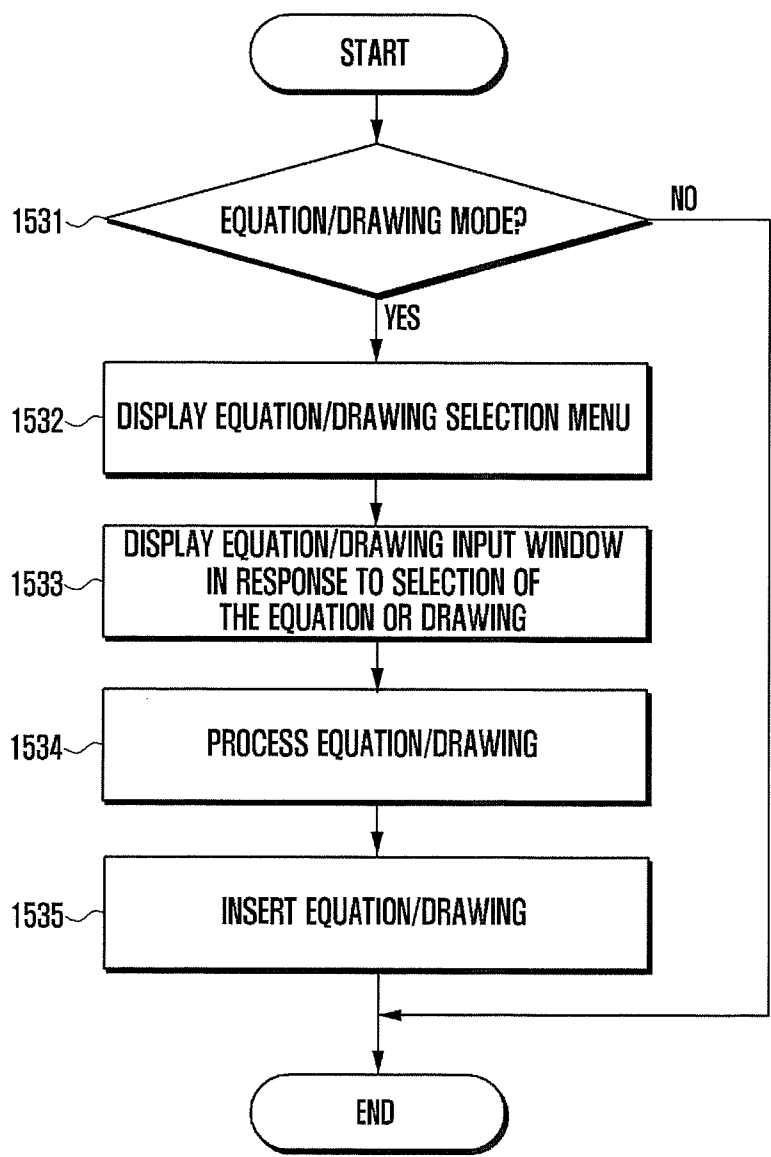 START
1531
EQUATION/DRAWING MODE?
NO
YES
1532
DISPLAY EQUATION/DRAWING SELECTION MENU
1533
DISPLAY EQUATION/DRAWING INPUT WINDOW
IN RESPONSE TO SELECTION OF
THE EQUATION OR DRAWING
1534
PROCESS EQUATION/DRAWING
1535
INSERT EQUATION/DRAWING
END